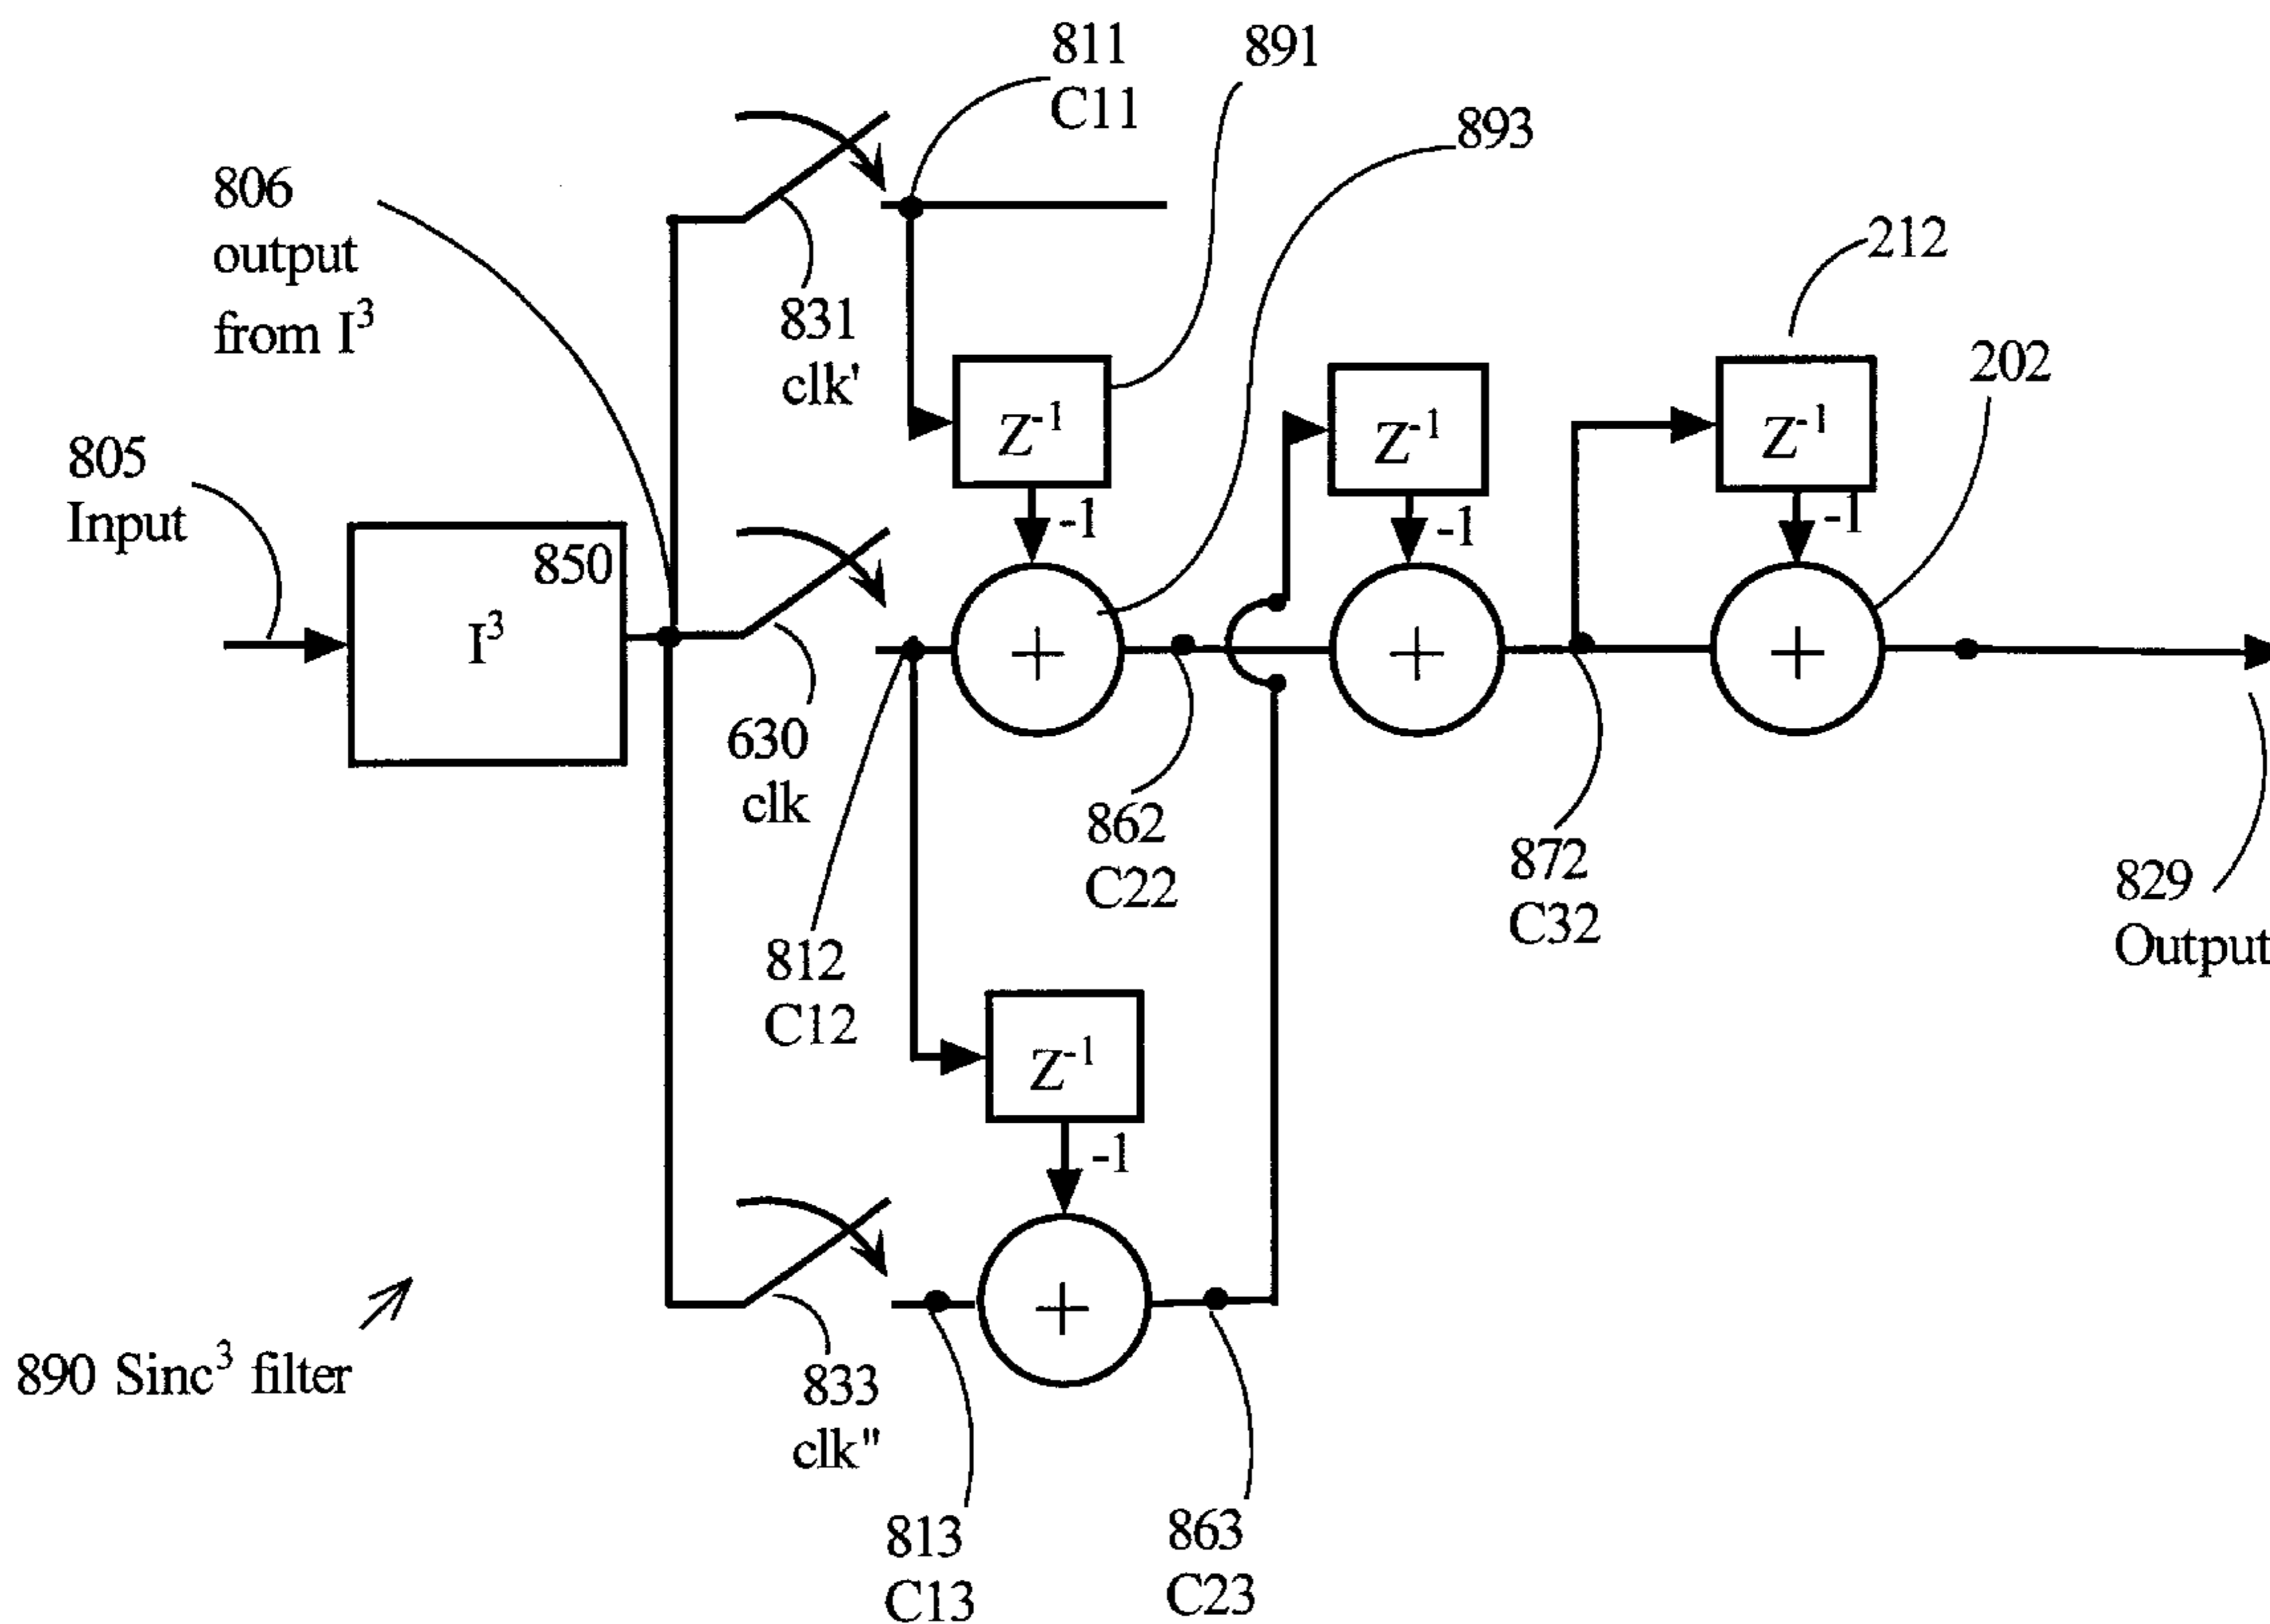 811
C11
891
893
806
output
from I³
831
clk'
212
202
Z⁻¹
Z⁻¹
Z⁻¹
805
Input
-1
-1
-1
850
I³
+
+
+
630
clk
862
C22
872
C32
829
Output
812
C12
Z⁻¹
-1
+
890 Sinc³ filter
833
clk"
813
C13
863
C23